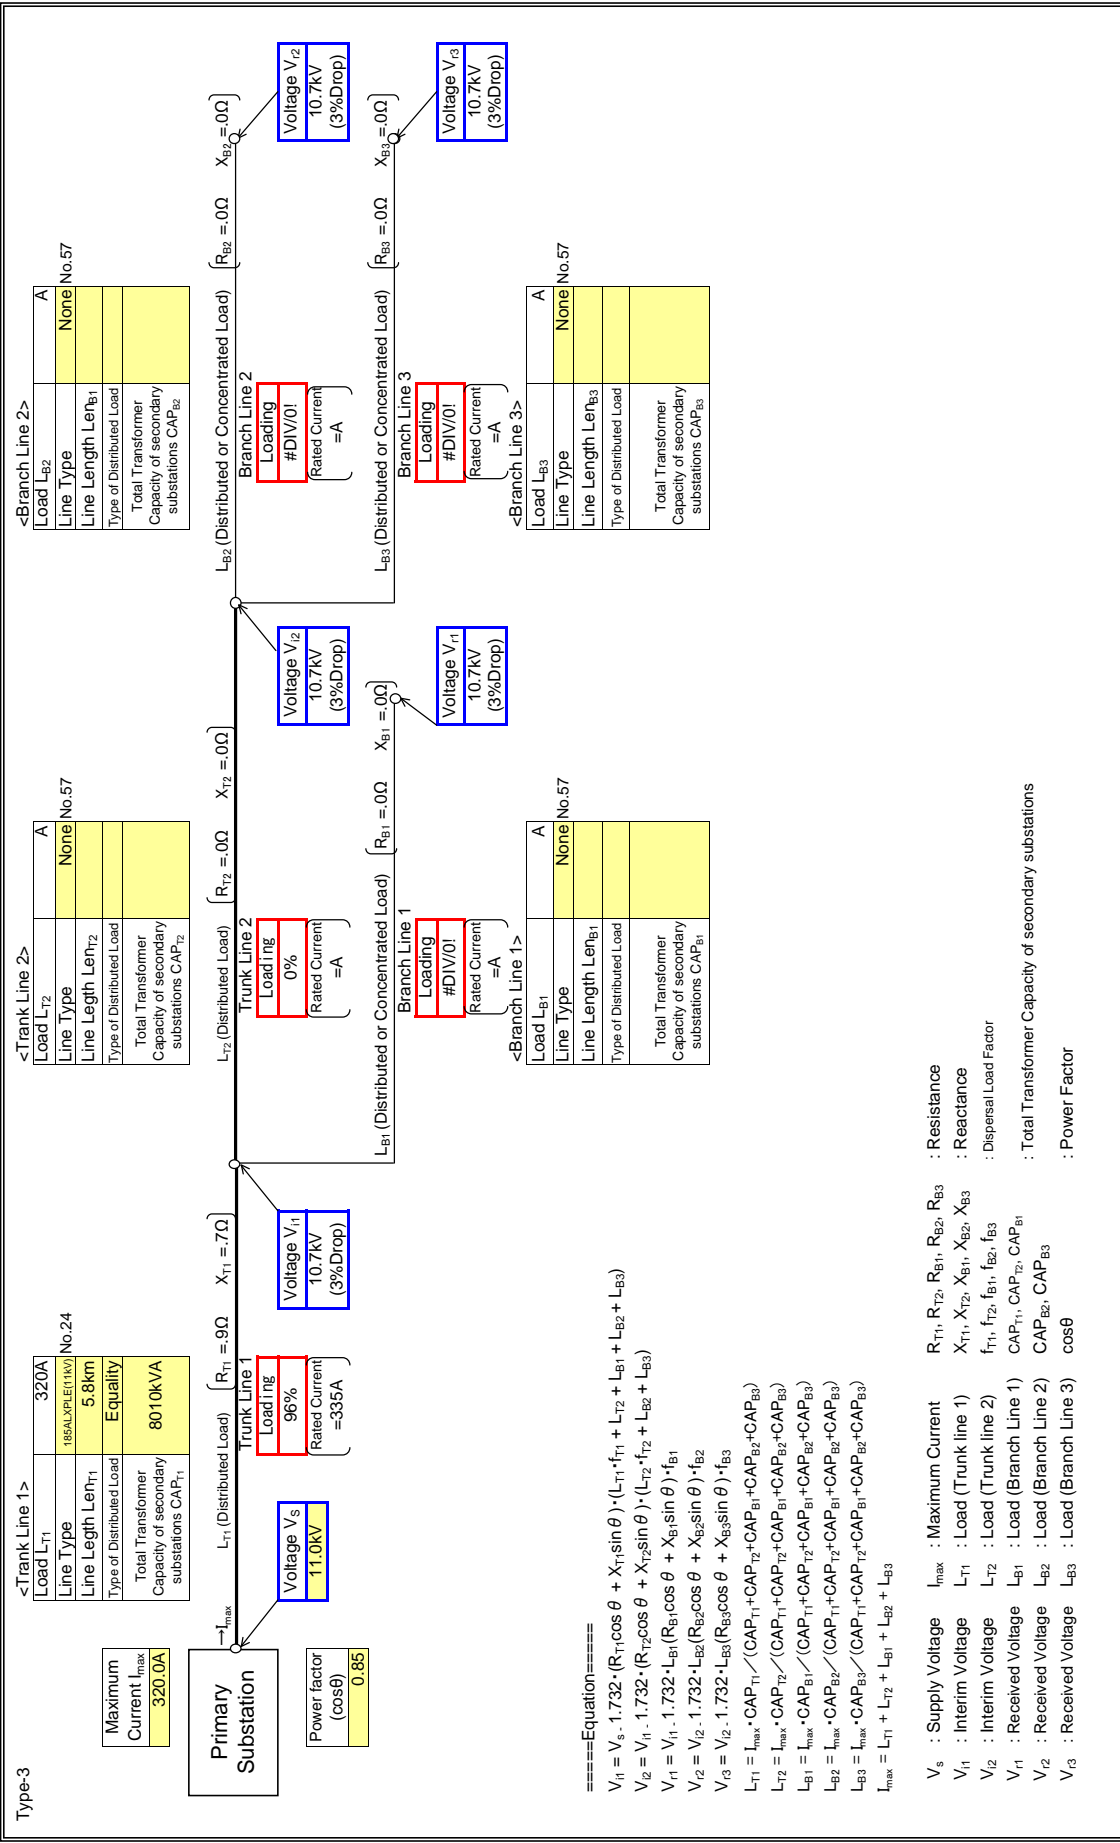 Type-3
Maximum
Current Imax
320.0A
Primary
Substation
Power factor
(cosθ)
0.85
→Imax
Voltage Vs
11.0kV
<Trank Line 1>
Load LT1 320A
Line Type 185ALXPLE(11kV) No.24
Line Legth LenT1 5.8km
Type of Distributed Load Equality
Total Transformer
Capacity of secondary
substations CAPT1
8010kVA
LT1 (Distributed Load) RT1 =.9Ω XT1 =.7Ω
Trunk Line 1
Loading
96%
Rated Current
=335A
Voltage Vi1
10.7kV
(3%Drop)
<Trank Line 2>
Load LT2 A
Line Type None No.57
Line Legth LenT2
Type of Distributed Load
Total Transformer
Capacity of secondary
substations CAPT2
LT2 (Distributed Load) RT2 =.0Ω XT2 =.0Ω
Trunk Line 2
Loading
0%
Rated Current
=A
Voltage Vi2
10.7kV
(3%Drop)
LB1 (Distributed or Concentrated Load) RB1 =.0Ω XB1 =.0Ω
Branch Line 1
Loading
#DIV/0!
Rated Current
=A
Voltage Vr1
10.7kV
(3%Drop)
<Branch Line 1>
Load LB1 A
Line Type None No.57
Line Length LenB1
Type of Distributed Load
Total Transformer
Capacity of secondary
substations CAPB1
<Branch Line 2>
Load LB2 A
Line Type None No.57
Line Length LenB1
Type of Distributed Load
Total Transformer
Capacity of secondary
substations CAPB2
LB2 (Distributed or Concentrated Load) RB2 =.0Ω XB2 =.0Ω
Branch Line 2
Loading
#DIV/0!
Rated Current
=A
Voltage Vr2
10.7kV
(3%Drop)
LB3 (Distributed or Concentrated Load) RB3 =.0Ω XB3 =.0Ω
Branch Line 3
Loading
#DIV/0!
Rated Current
=A
Voltage Vr3
10.7kV
(3%Drop)
<Branch Line 3>
Load LB3 A
Line Type None No.57
Line Length LenB3
Type of Distributed Load
Total Transformer
Capacity of secondary
substations CAPB3
=====Equation=====
Vi1 = Vs - 1.732・(RT1cos θ + XT1sin θ)・(LT1・fT1 + LT2 + LB1 + LB2 + LB3)
Vi2 = Vi1 - 1.732・(RT2cos θ + XT2sin θ)・(LT2・fT2 + LB2 + LB3)
Vr1 = Vi1 - 1.732・LB1(RB1cos θ + XB1sin θ)・fB1
Vr2 = Vi2 - 1.732・LB2(RB2cos θ + XB2sin θ)・fB2
Vr3 = Vi2 - 1.732・LB3(RB3cos θ + XB3sin θ)・fB3
LT1 = Imax・CAPT1／(CAPT1+CAPT2+CAPB1+CAPB2+CAPB3)
LT2 = Imax・CAPT2／(CAPT1+CAPT2+CAPB1+CAPB2+CAPB3)
LB1 = Imax・CAPB1／(CAPT1+CAPT2+CAPB1+CAPB2+CAPB3)
LB2 = Imax・CAPB2／(CAPT1+CAPT2+CAPB1+CAPB2+CAPB3)
LB3 = Imax・CAPB3／(CAPT1+CAPT2+CAPB1+CAPB2+CAPB3)
Imax = LT1 + LT2 + LB1 + LB2 + LB3
Vs : Supply Voltage Imax : Maximum Current RT1, RT2, RB1, RB2, RB3 : Resistance
Vi1 : Interim Voltage LT1 : Load (Trunk line 1) XT1, XT2, XB1, XB2, XB3 : Reactance
Vi2 : Interim Voltage LT2 : Load (Trunk line 2) fT1, fT2, fB1, fB2, fB3 : Dispersal Load Factor
Vr1 : Received Voltage LB1 : Load (Branch Line 1) CAPT1, CAPT2, CAPB1 : Total Transformer Capacity of secondary substations
Vr2 : Received Voltage LB2 : Load (Branch Line 2) CAPB2, CAPB3
Vr3 : Received Voltage LB3 : Load (Branch Line 3) cosθ : Power Factor